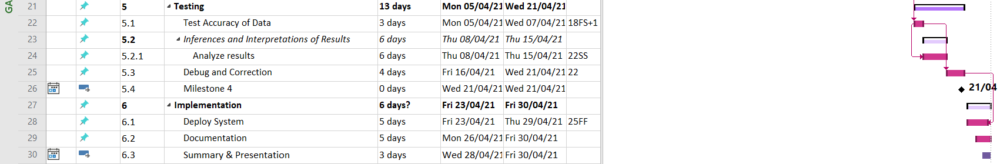 GA
21 5 Testing 13 days Mon 05/04/21 Wed 21/04/21
22 5.1 Test Accuracy of Data 3 days Mon 05/04/21 Wed 07/04/21 18FS+1
23 5.2 Inferences and Interpretations of Results 6 days Thu 08/04/21 Thu 15/04/21
24 5.2.1 Analyze results 6 days Thu 08/04/21 Thu 15/04/21 22SS
25 5.3 Debug and Correction 4 days Fri 16/04/21 Wed 21/04/21 22
26 5.4 Milestone 4 0 days Wed 21/04/21 Wed 21/04/21 21/04
27 6 Implementation 6 days? Fri 23/04/21 Fri 30/04/21
28 6.1 Deploy System 5 days Fri 23/04/21 Thu 29/04/21 25FF
29 6.2 Documentation 5 days Mon 26/04/21 Fri 30/04/21
30 6.3 Summary & Presentation 3 days Wed 28/04/21 Fri 30/04/21